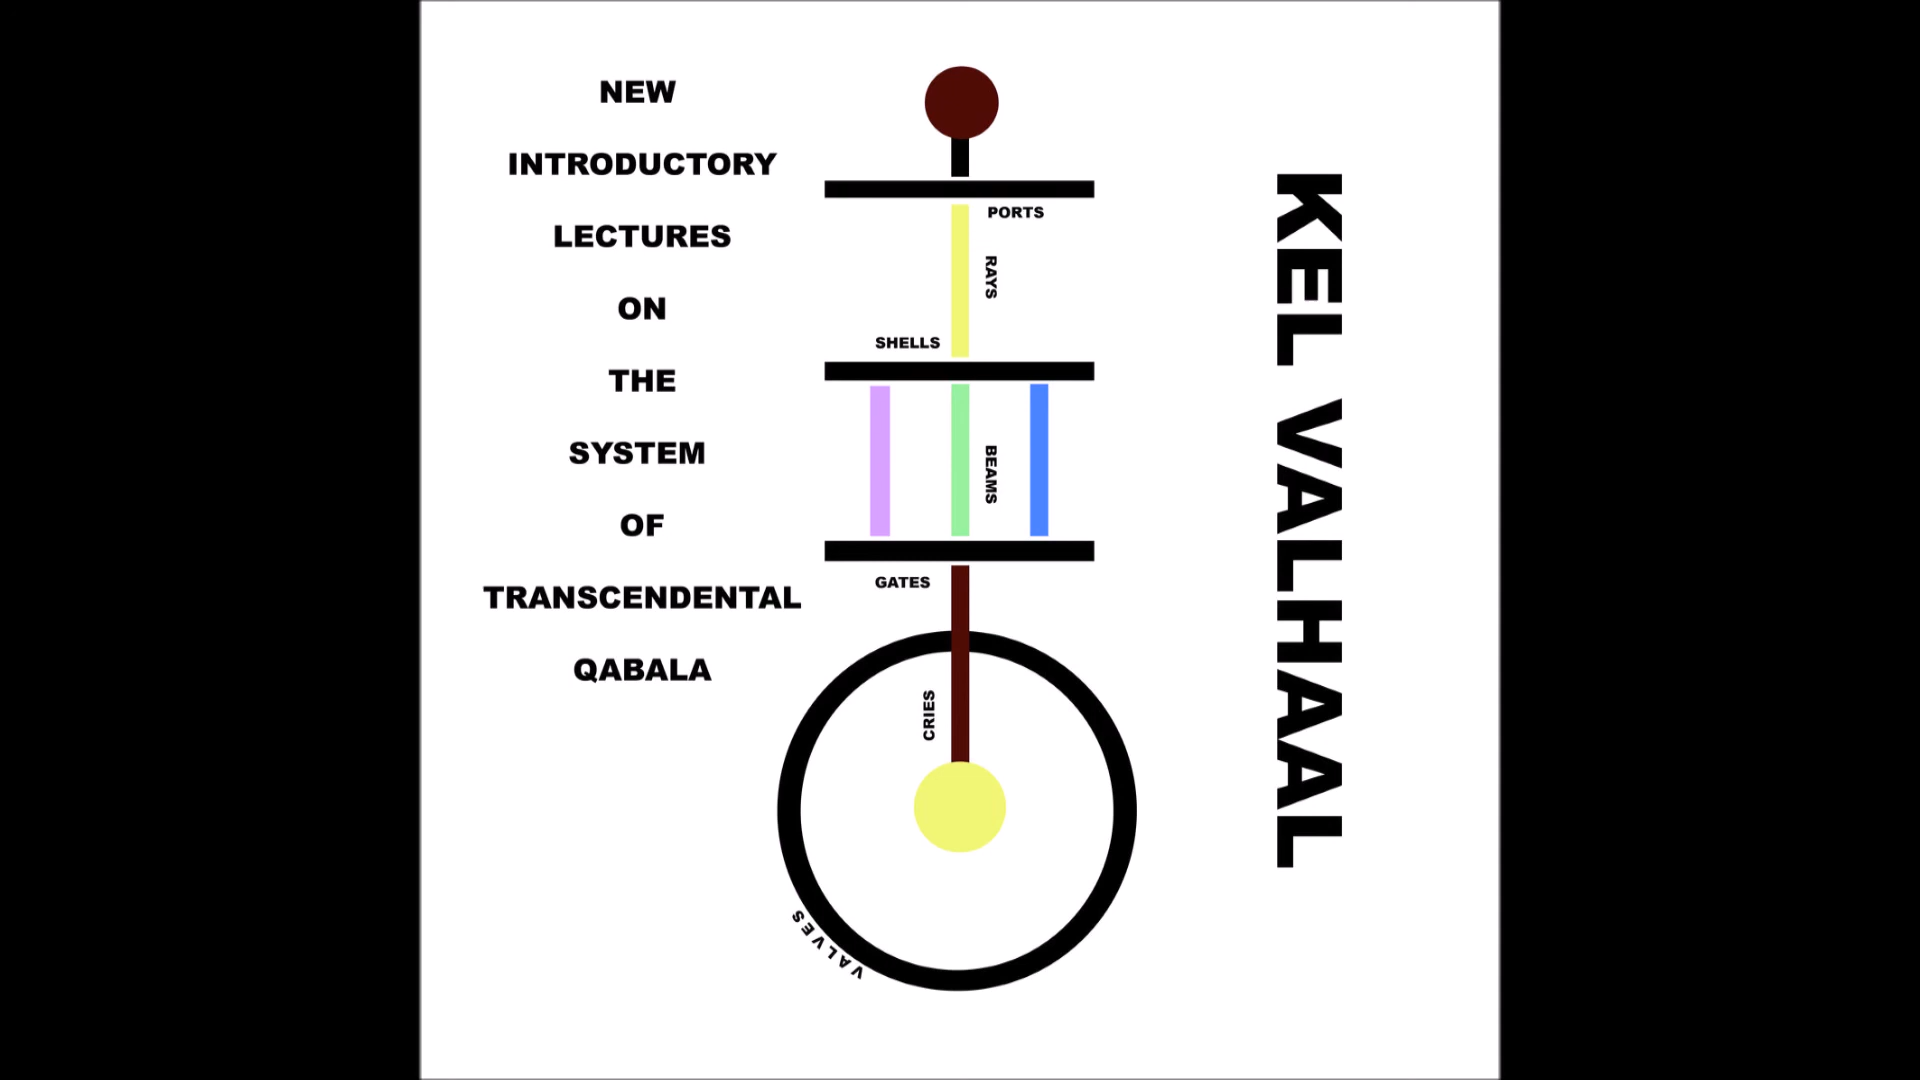 NEW
INTRODUCTORY
LECTURES
ON
THE
SYSTEM
OF
TRANSCENDENTAL
QABALA
PORTS
RAYS
SHELLS
BEAMS
GATES
CRIES
VALVES
KEL VALHAAL